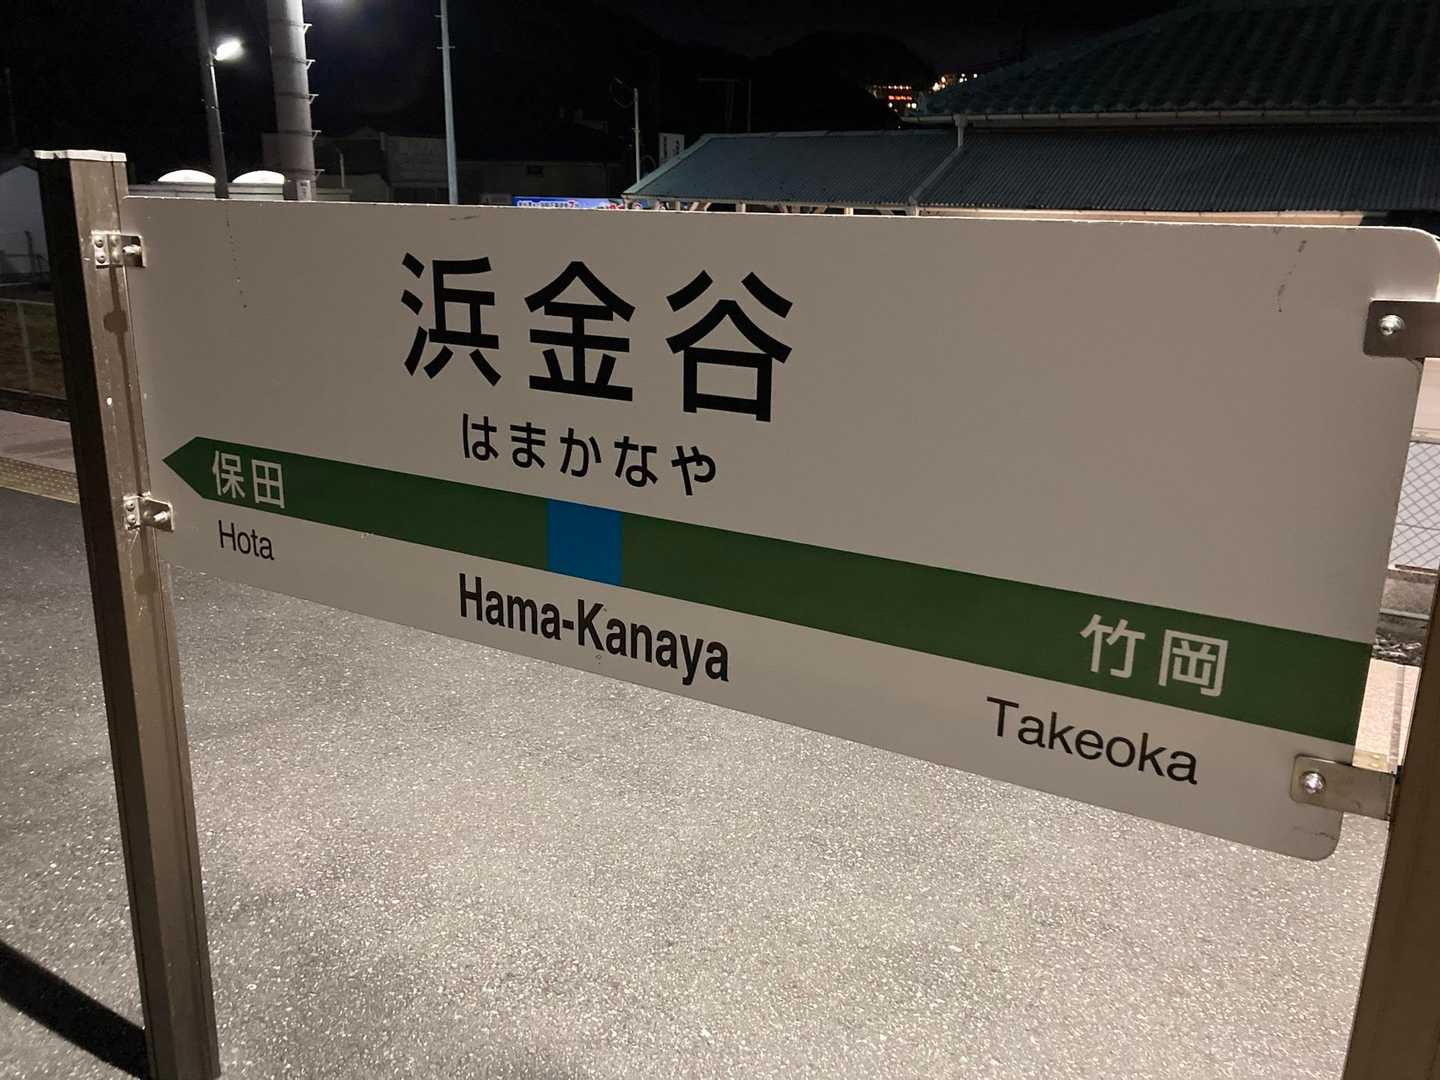 浜金谷
はまかなや
保田
Hota
Hama-Kanaya
竹岡
Takeoka